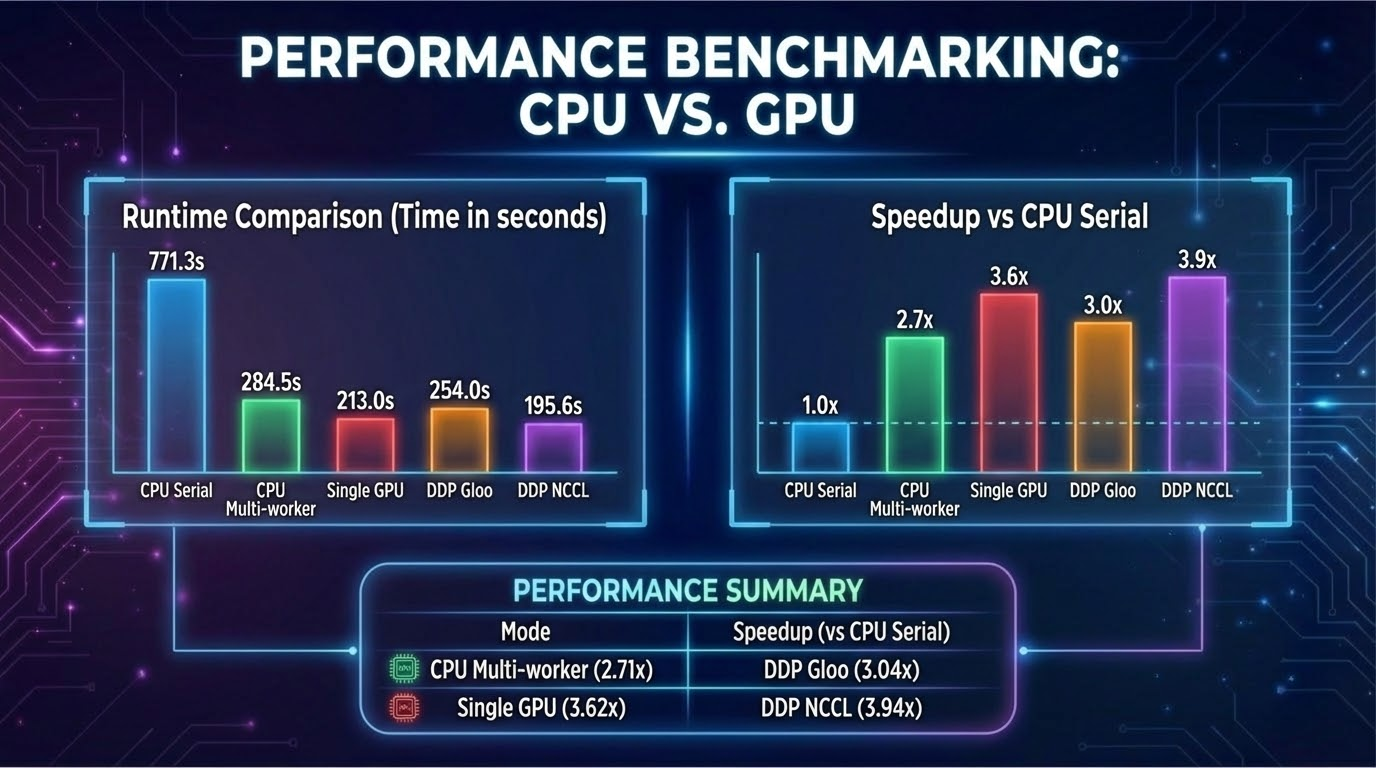 PERFORMANCE BENCHMARKING:
CPU VS. GPU
Runtime Comparison (Time in seconds)
771.3s
284.5s
213.0s
254.0s
195.6s
CPU Serial
CPU
Multi-worker
Single GPU
DDP Gloo
DDP NCCL
Speedup vs CPU Serial
1.0x
2.7x
3.6x
3.0x
3.9x
CPU Serial
CPU
Multi-worker
Single GPU
DDP Gloo
DDP NCCL
PERFORMANCE SUMMARY
Mode Speedup (vs CPU Serial)
CPU Multi-worker (2.71x) DDP Gloo (3.04x)
Single GPU (3.62x) DDP NCCL (3.94x)